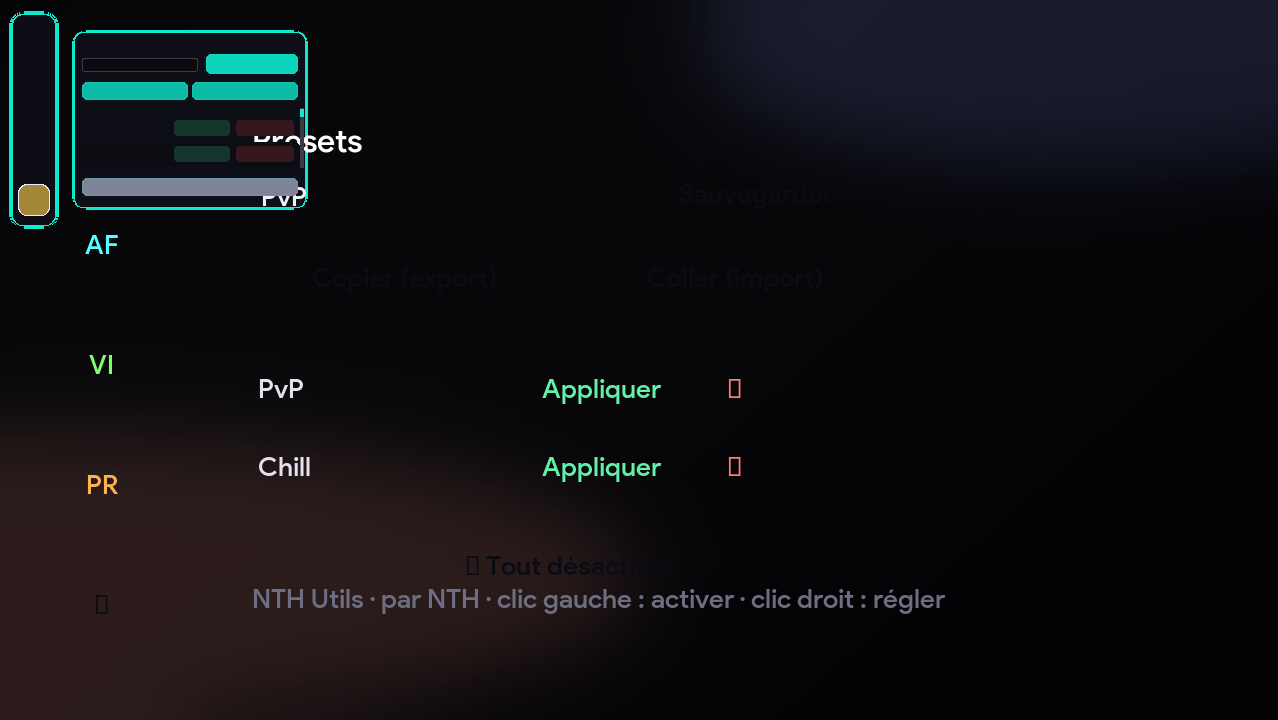 Presets
PvP
Sauvegarder
AF
Copier (export)
Coller (import)
VI
PvP
Appliquer
Chill
Appliquer
PR
Tout désactiver
NTH Utils · par NTH · clic gauche : activer · clic droit : régler